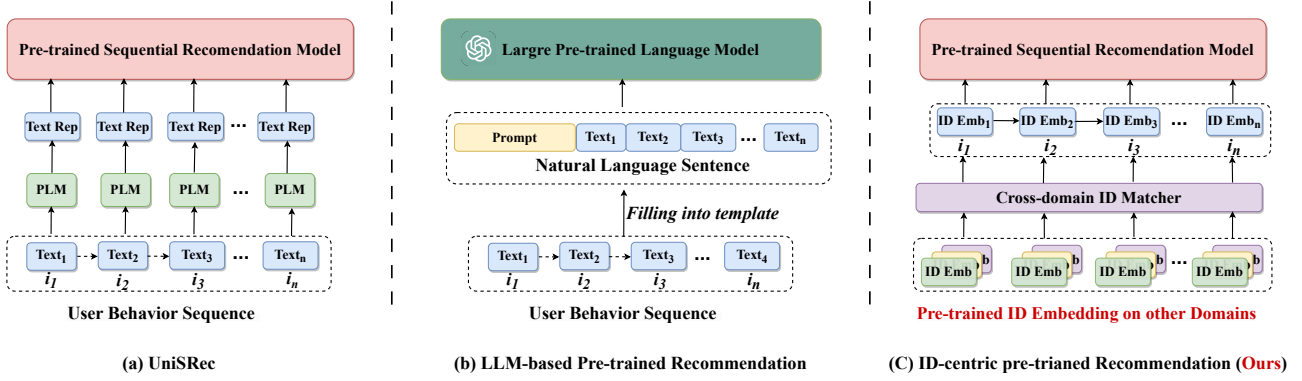 Pre-trained Sequential Recomendation Model
Text Rep Text Rep Text Rep ... Text Rep
PLM PLM PLM ... PLM
Text1 Text2 Text3 ... Textn
i1 i2 i3 in
User Behavior Sequence
(a) UniSRec
Largre Pre-trained Language Model
Prompt Text1 Text2 Text3 ... Textn
Natural Language Sentence
Filling into template
Text1 Text2 Text3 ... Text4
i1 i2 i3 in
User Behavior Sequence
(b) LLM-based Pre-trained Recommendation
Pre-trained Sequential Recomendation Model
ID Emb1 ID Emb2 ID Emb3 ... ID Embn
i1 i2 i3 in
Cross-domain ID Matcher
ID Emb b ID Emb ID Emb b ... ID Emb b
Pre-trained ID Embedding on other Domains
(C) ID-centric pre-trianed Recommendation (Ours)